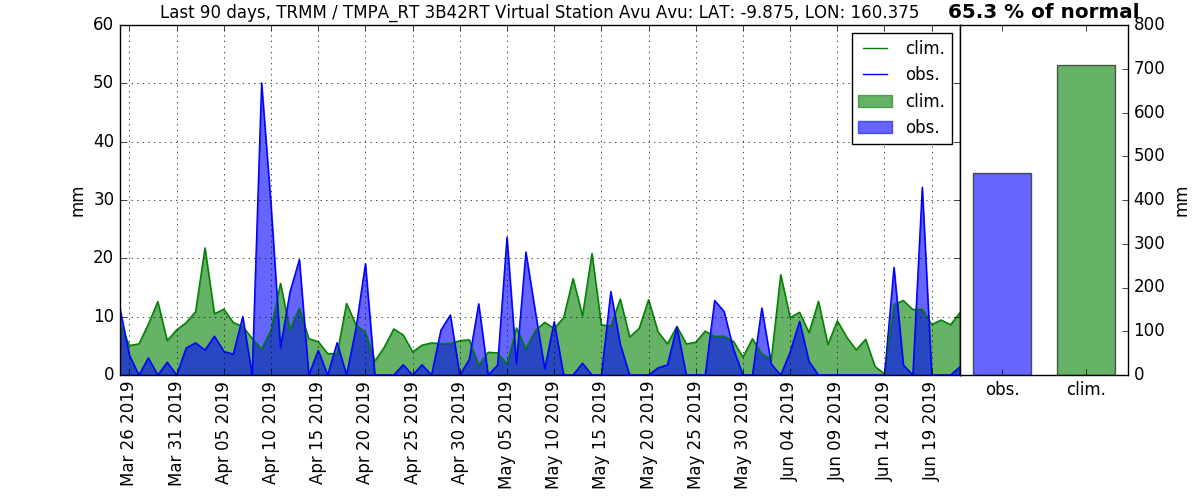 Last 90 days, TRMM / TMPA_RT 3B42RT Virtual Station Avu Avu: LAT: -9.875, LON: 160.375
65.3 % of normal
60
50
40
30
20
10
0
mm
clim.
obs.
clim.
obs.
Mar 26 2019
Mar 31 2019
Apr 05 2019
Apr 10 2019
Apr 15 2019
Apr 20 2019
Apr 25 2019
Apr 30 2019
May 05 2019
May 10 2019
May 15 2019
May 20 2019
May 25 2019
May 30 2019
Jun 04 2019
Jun 09 2019
Jun 14 2019
Jun 19 2019
800
700
600
500
400
300
200
100
0
mm
obs.
clim.